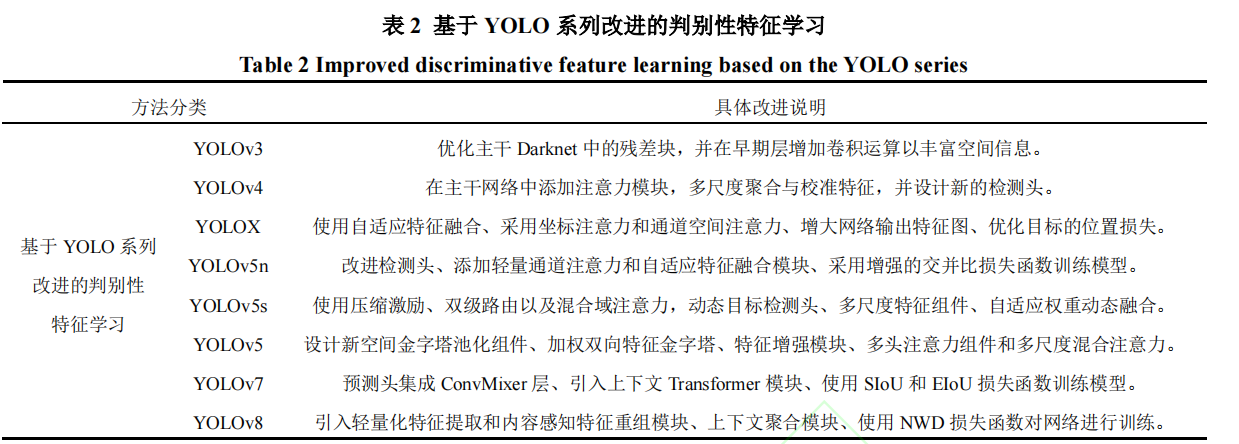 表 2 基于 YOLO 系列改进的判别性特征学习
Table 2 Improved discriminative feature learning based on the YOLO series
方法分类 具体改进说明
基于 YOLO 系列
改进的判别性
特征学习
YOLOv3 优化主干 Darknet 中的残差块，并在早期层增加卷积运算以丰富空间信息。
YOLOv4 在主干网络中添加注意力模块，多尺度聚合与校准特征，并设计新的检测头。
YOLOX 使用自适应特征融合、采用坐标注意力和通道空间注意力、增大网络输出特征图、优化目标的位置损失。
YOLOv5n 改进检测头、添加轻量通道注意力和自适应特征融合模块、采用增强的交并比损失函数训练模型。
YOLOv5s 使用压缩激励、双级路由以及混合域注意力，动态目标检测头、多尺度特征组件、自适应权重动态融合。
YOLOv5 设计新空间金字塔池化组件、加权双向特征金字塔、特征增强模块、多头注意力组件和多尺度混合注意力。
YOLOv7 预测头集成 ConvMixer 层、引入上下文 Transformer 模块、使用 SIoU 和 EIoU 损失函数训练模型。
YOLOv8 引入轻量化特征提取和内容感知特征重组模块、上下文聚合模块、使用 NWD 损失函数对网络进行训练。